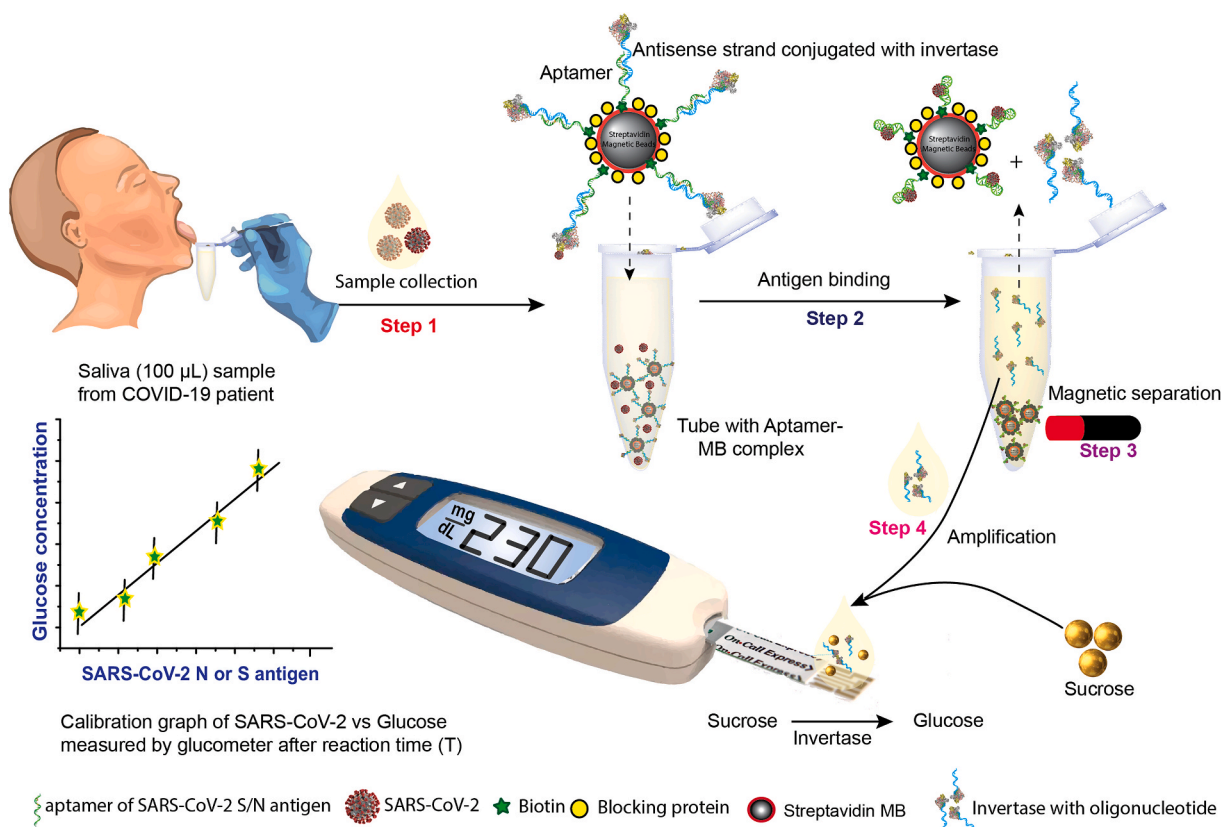 Antisense strand conjugated with invertase
Aptamer
Streptavidin
Magnetic Beads
Streptavidin
Magnetic Beads
+
Sample collection
Step 1
Antigen binding
Step 2
Saliva (100 µL) sample
from COVID-19 patient
Tube with Aptamer-
MB complex
Magnetic separation
Step 3
Step 4
Amplification
mg
dL
230
On-Call Express
On-Call Express
Sucrose
Sucrose
Invertase
Glucose
Glucose concentration
SARS-CoV-2 N or S antigen
Calibration graph of SARS-CoV-2 vs Glucose
measured by glucometer after reaction time (T)
aptamer of SARS-CoV-2 S/N antigen
SARS-CoV-2
Biotin
Blocking protein
Streptavidin MB
Invertase with oligonucleotide